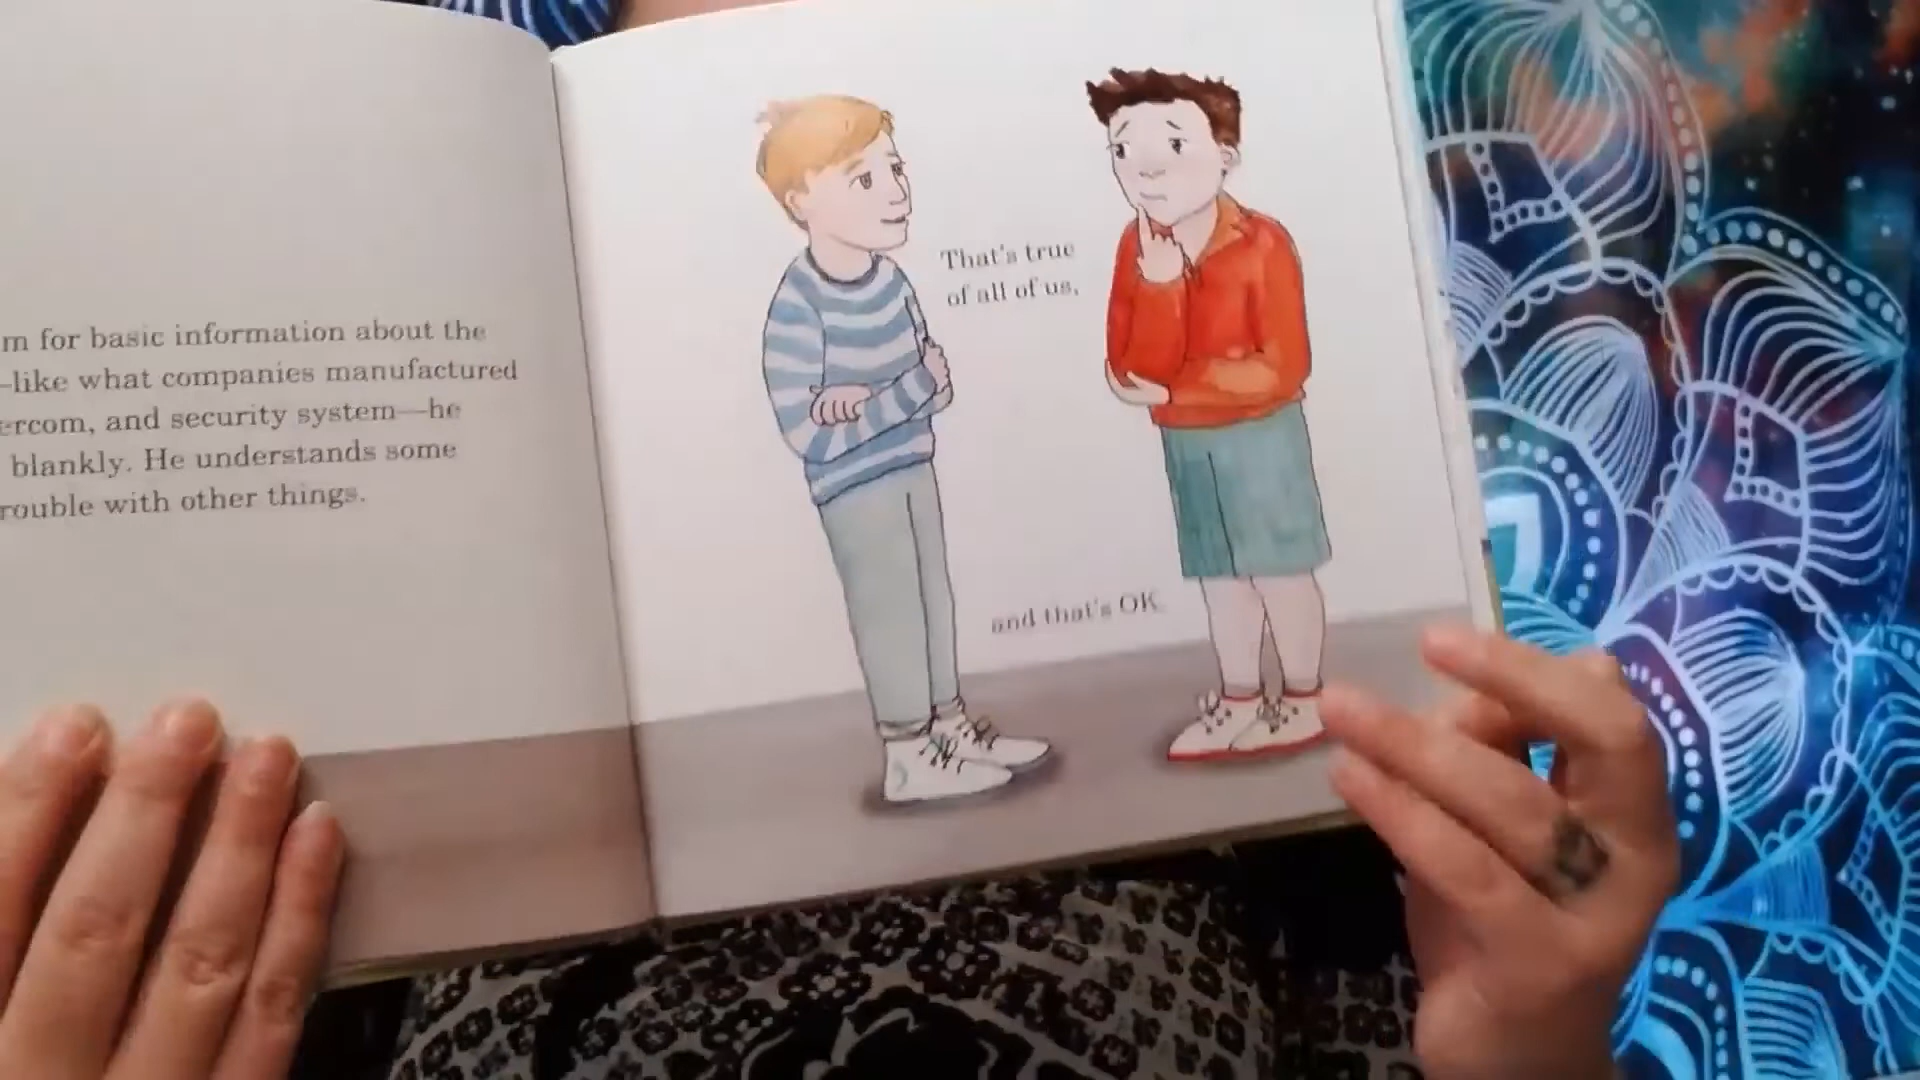 m for basic information about the
—like what companies manufactured
ercom, and security system—he
blankly. He understands some
rouble with other things.
That's true
of all of us,
and that's OK.